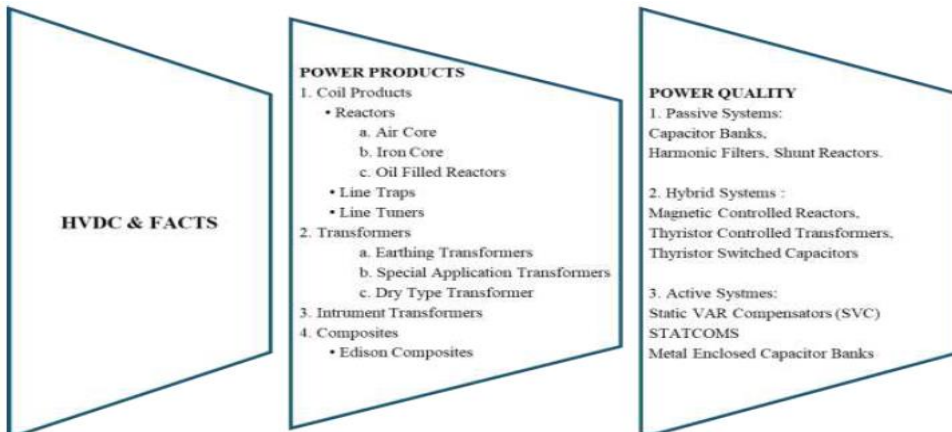 HVDC & FACTS
POWER PRODUCTS
1. Coil Products
• Reactors
a. Air Core
b. Iron Core
c. Oil Filled Reactors
• Line Traps
• Line Tuners
2. Transformers
a. Earthing Transformers
b. Special Application Transformers
c. Dry Type Transformer
3. Intrument Transformers
4. Composites
• Edison Composites
POWER QUALITY
1. Passive Systems:
Capacitor Banks,
Harmonic Filters, Shunt Reactors.
2. Hybrid Systems :
Magnetic Controlled Reactors,
Thyristor Controlled Transformers,
Thyristor Switched Capacitors
3. Active Systmes:
Static VAR Compensators (SVC)
STATCOMS
Metal Enclosed Capacitor Banks